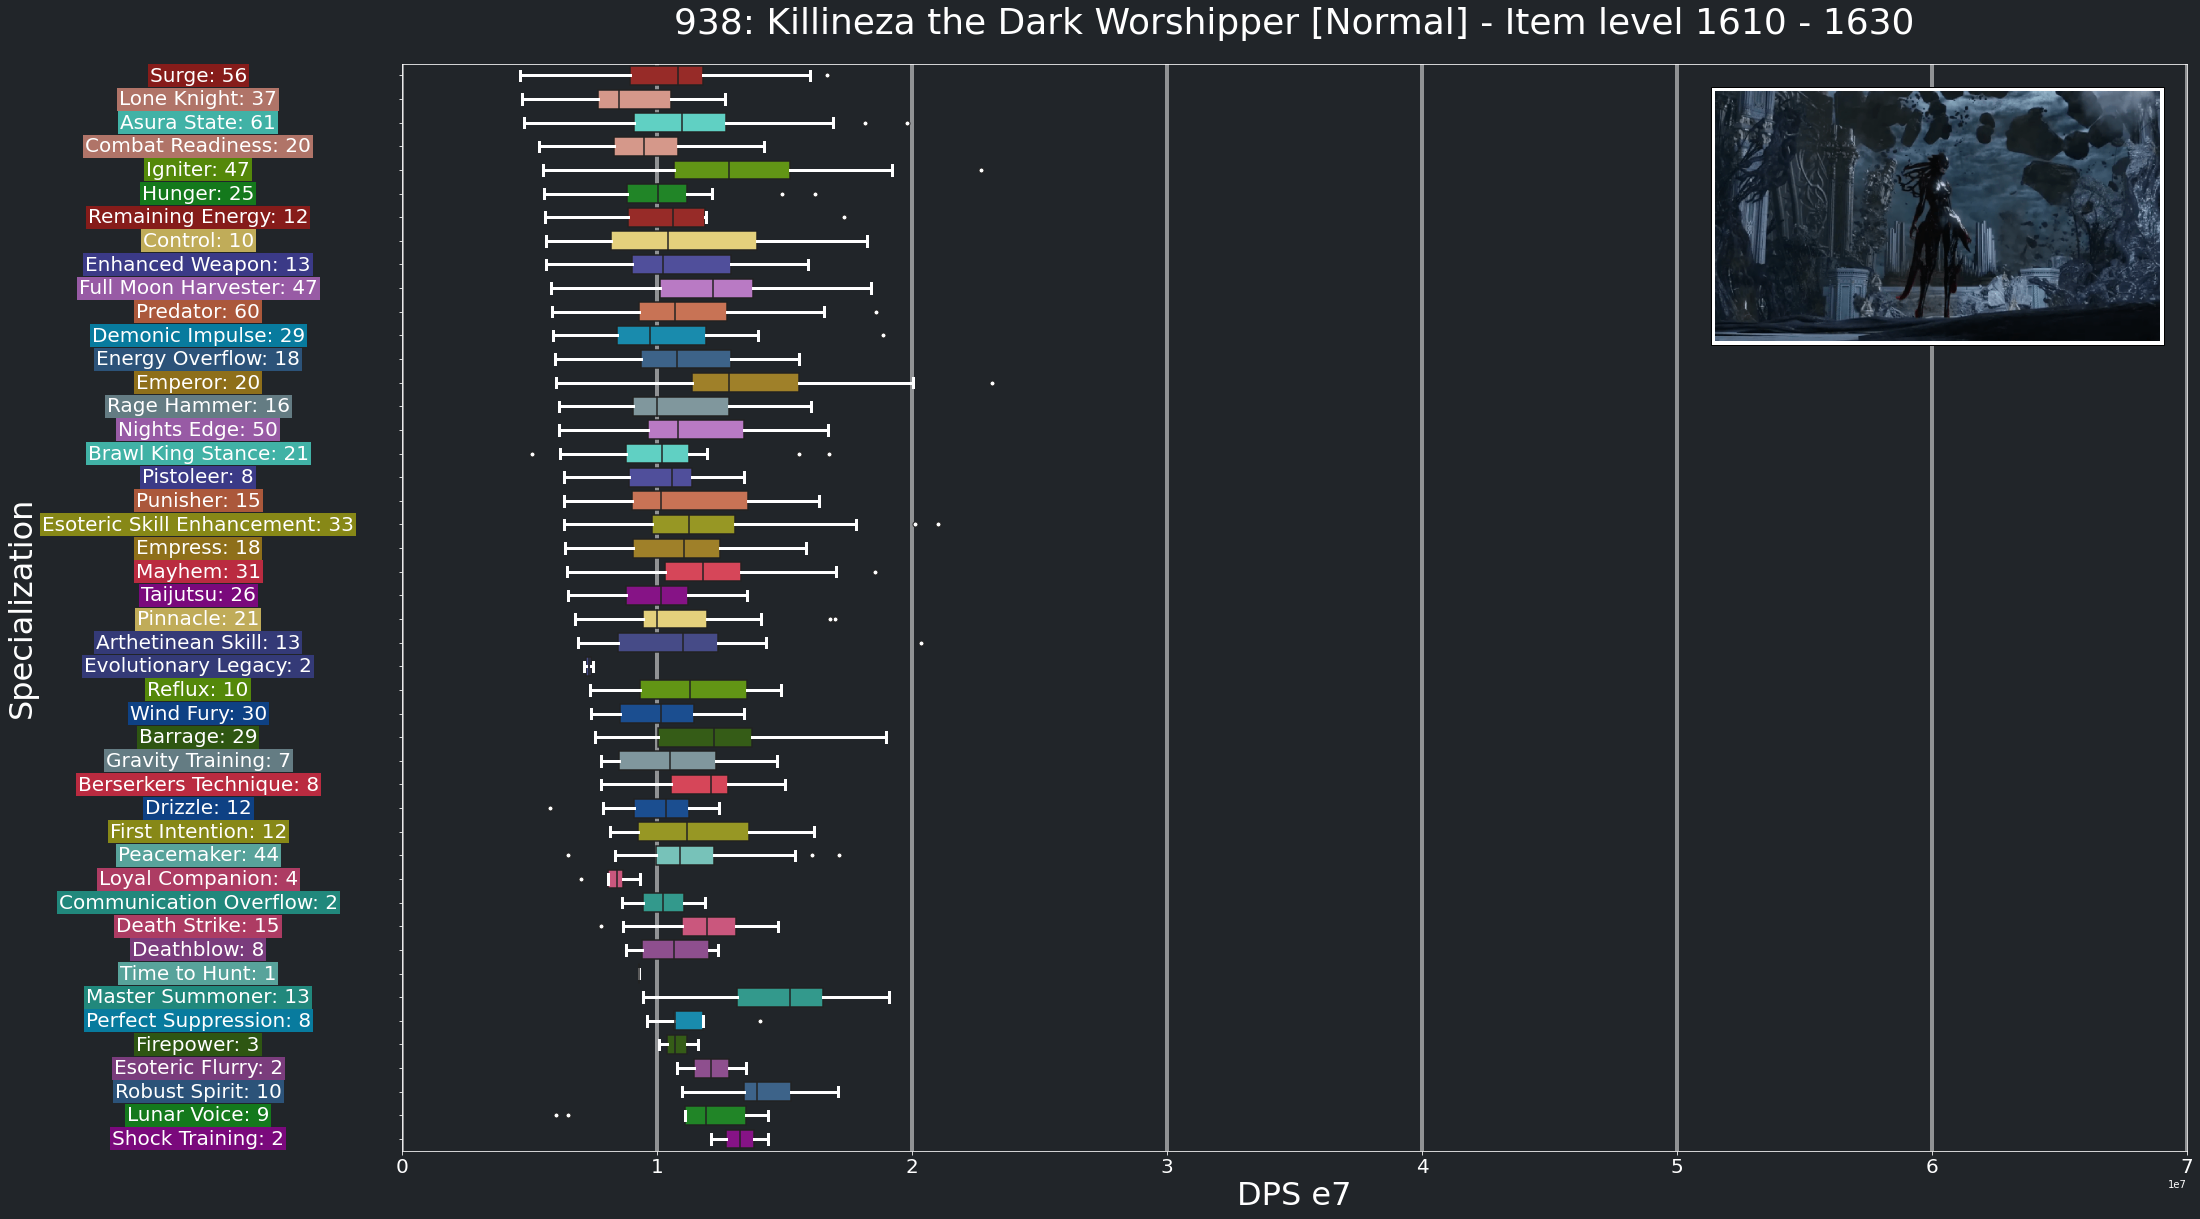 938: Killineza the Dark Worshipper [Normal] - Item level 1610 - 1630
Specialization
Surge: 56
Lone Knight: 37
Asura State: 61
Combat Readiness: 20
Igniter: 47
Hunger: 25
Remaining Energy: 12
Control: 10
Enhanced Weapon: 13
Full Moon Harvester: 47
Predator: 60
Demonic Impulse: 29
Energy Overflow: 18
Emperor: 20
Rage Hammer: 16
Nights Edge: 50
Brawl King Stance: 21
Pistoleer: 8
Punisher: 15
Esoteric Skill Enhancement: 33
Empress: 18
Mayhem: 31
Taijutsu: 26
Pinnacle: 21
Arthetinean Skill: 13
Evolutionary Legacy: 2
Reflux: 10
Wind Fury: 30
Barrage: 29
Gravity Training: 7
Berserkers Technique: 8
Drizzle: 12
First Intention: 12
Peacemaker: 44
Loyal Companion: 4
Communication Overflow: 2
Death Strike: 15
Deathblow: 8
Time to Hunt: 1
Master Summoner: 13
Perfect Suppression: 8
Firepower: 3
Esoteric Flurry: 2
Robust Spirit: 10
Lunar Voice: 9
Shock Training: 2
0 1 2 3 4 5 6 7
1e7
DPS e7